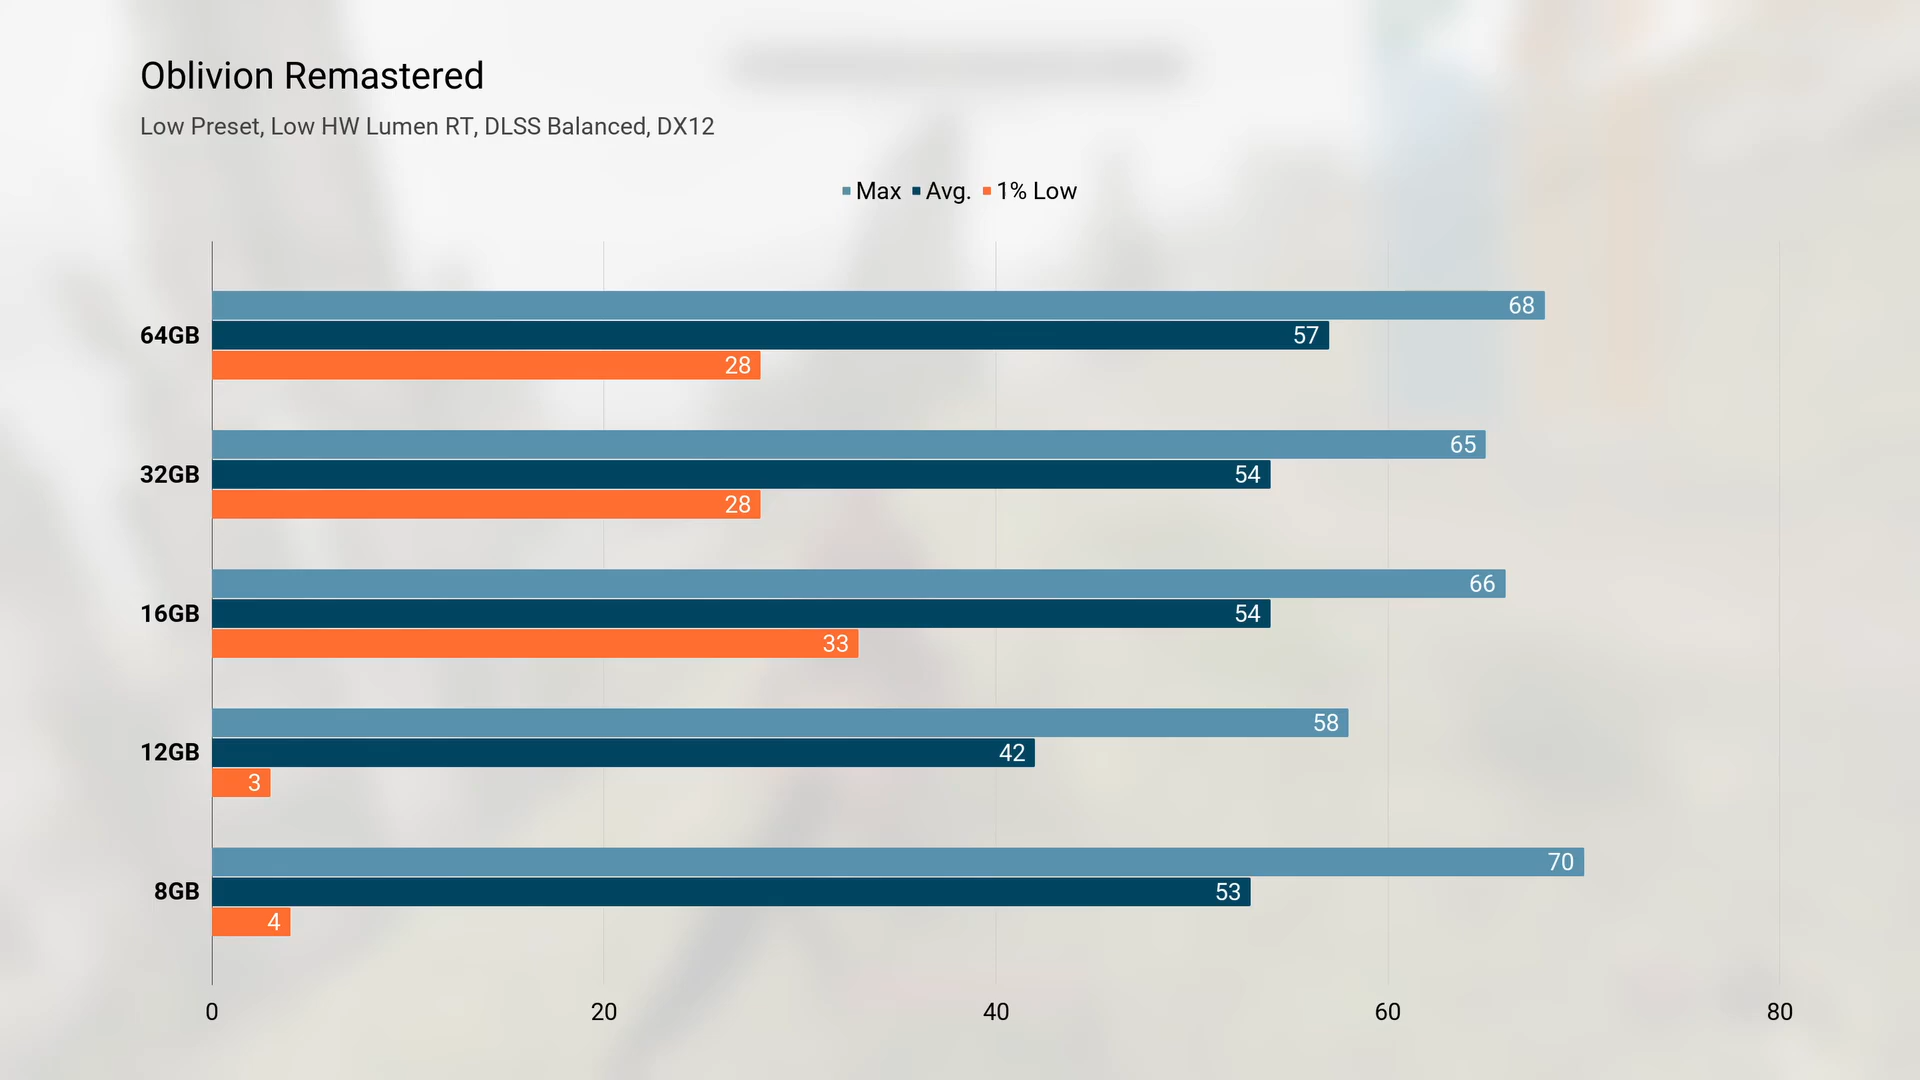 Oblivion Remastered
Low Preset, Low HW Lumen RT, DLSS Balanced, DX12
Max Avg. 1% Low
68
64GB 57
28
65
32GB 54
28
66
16GB 54
33
58
12GB 42
3
70
8GB 53
4
0 20 40 60 80